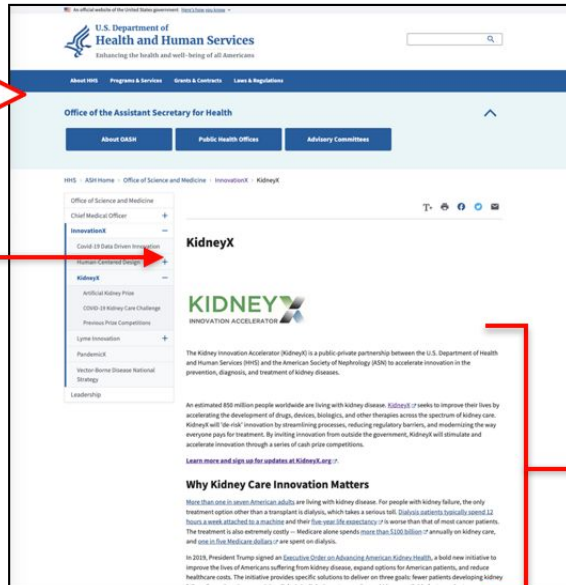 An official website of the United States government Here's how you know
U.S. Department of
Health and Human Services
Enhancing the health and well-being of all Americans
About HHS Programs & Services Grants & Contracts Laws & Regulations
Office of the Assistant Secretary for Health
About OASH Public Health Offices Advisory Committees
HHS ASH Home Office of Science and Medicine InnovationX KidneyX
Office of Science and Medicine
Chief Medical Officer +
InnovationX −
Covid-19 Data Driven Innovation
Human-Centered Design +
KidneyX −
Artificial Kidney Prize
COVID-19 Kidney Care Challenge
Previous Prize Competitions
Lyme Innovation +
PandemicX
Vector-Borne Disease National
Strategy
Leadership
KidneyX
KIDNEYX
INNOVATION ACCELERATOR
The Kidney Innovation Accelerator (KidneyX) is a public-private partnership between the U.S. Department of Health
and Human Services (HHS) and the American Society of Nephrology (ASN) to accelerate innovation in the
prevention, diagnosis, and treatment of kidney diseases.
An estimated 850 million people worldwide are living with kidney disease. KidneyX seeks to improve their lives by
accelerating the development of drugs, devices, biologics, and other therapies across the spectrum of kidney care.
KidneyX will 'de-risk' innovation by streamlining processes, reducing regulatory barriers, and modernizing the way
everyone pays for treatment. By inviting innovation from outside the government, KidneyX will stimulate and
accelerate innovation through a series of cash prize competitions.
Learn more and sign up for updates at KidneyX.org.
Why Kidney Care Innovation Matters
More than one in seven American adults are living with kidney disease. For people with kidney failure, the only
treatment option other than a transplant is dialysis, which takes a serious toll. Dialysis patients typically spend 12
hours a week attached to a machine and their five-year life expectancy is worse than that of most cancer patients.
The treatment is also extremely costly — Medicare alone spends more than $100 billion annually on kidney care,
and one in five Medicare dollars are spent on dialysis.
In 2019, President Trump signed an Executive Order on Advancing American Kidney Health, a bold new initiative to
improve the lives of Americans suffering from kidney disease, expand options for American patients, and reduce
healthcare costs. The initiative provides specific solutions to deliver on three goals: fewer patients developing kidney